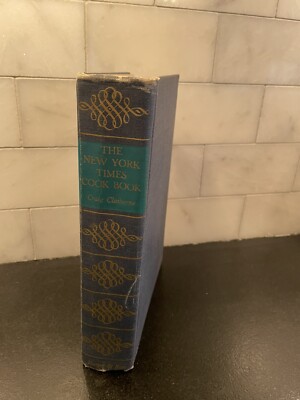 THE
NEW YORK
TIMES
COOK BOOK
Craig Claiborne